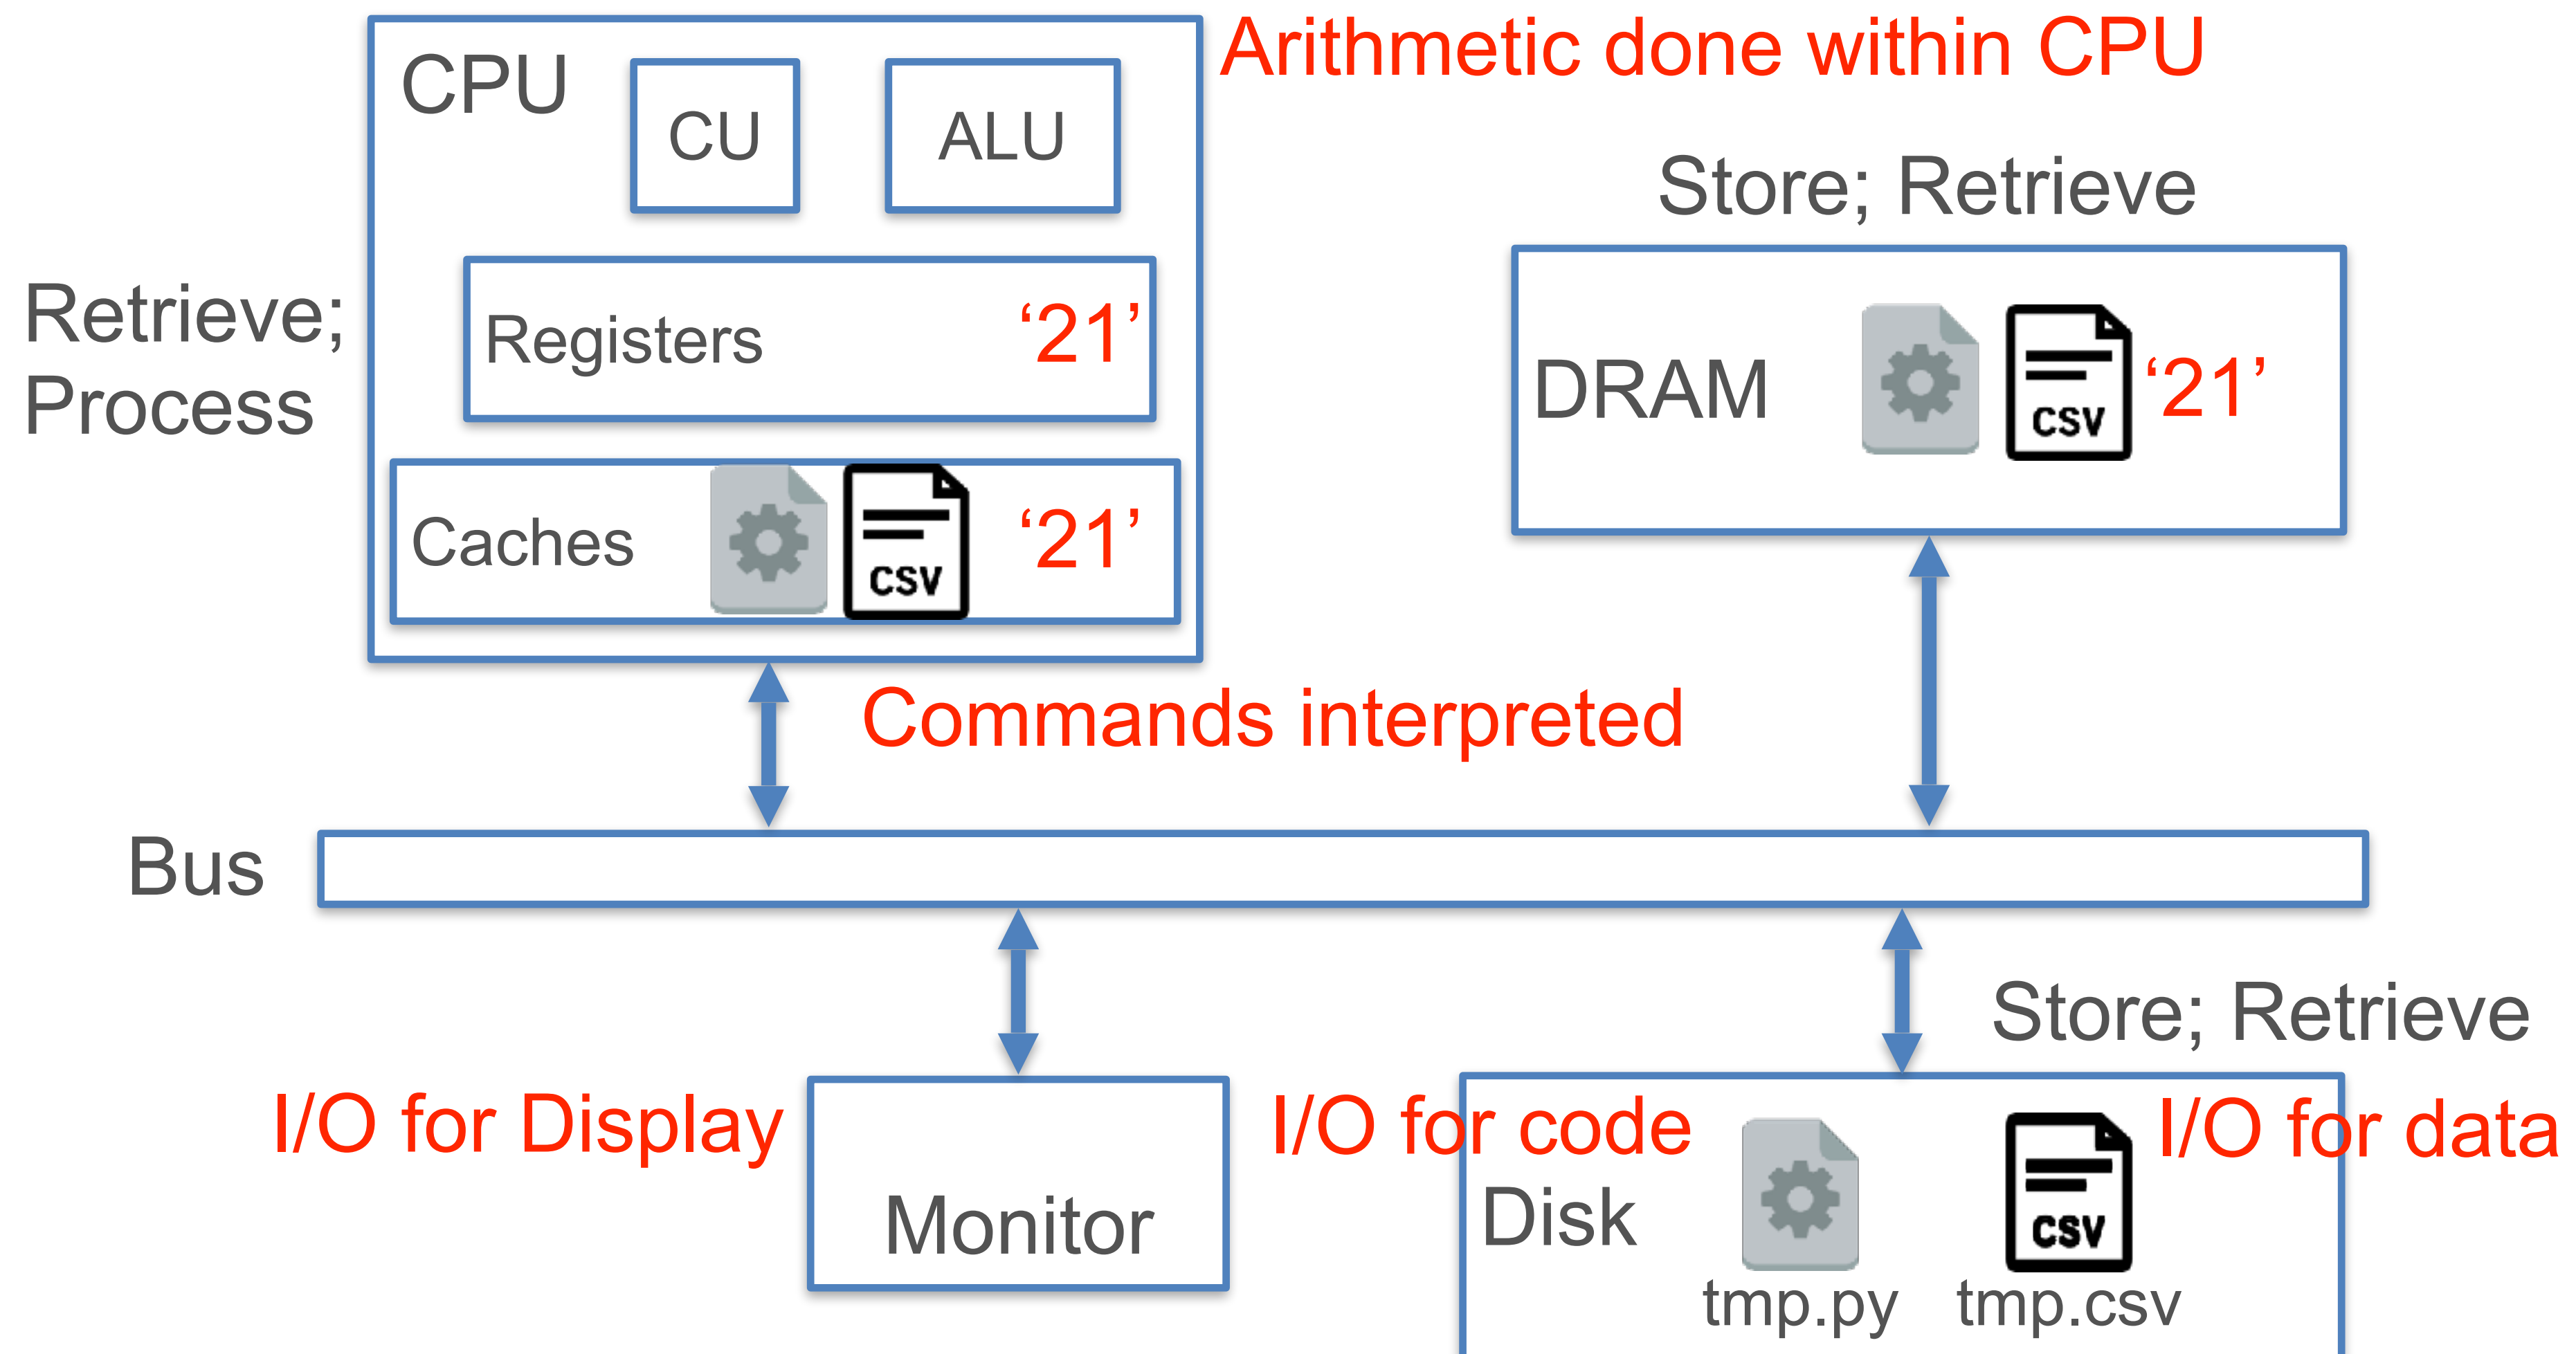 Arithmetic done within CPU
CPU
CU
ALU
Store; Retrieve
Retrieve;
Process
Registers ‘21’
DRAM
CSV
‘21’
Caches
CSV
‘21’
Commands interpreted
Bus
Store; Retrieve
I/O for Display
Monitor
I/O for code
I/O for data
Disk
CSV
tmp.py
tmp.csv